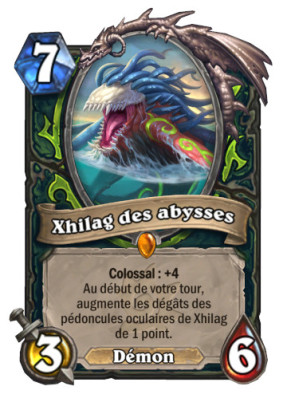 7
Xhilag des abysses
Colossal : +4
Au début de votre tour,
augmente les dégâts des
pédoncules oculaires de Xhilag
de 1 point.
3
Démon
6